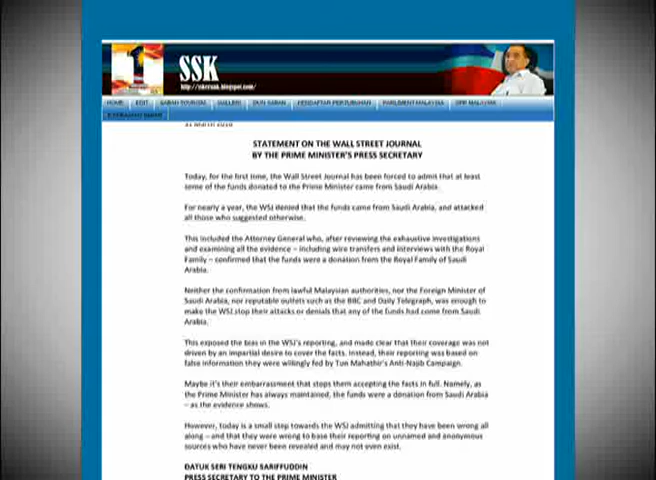 1
SSK
HOME EDIT SABAH TOURISM GALLERI DUN SABAH PENDAFTAR PERTUBUHAN PARLIMENT MALAYSIA SPR MALAYSIA
STATEMENT ON THE WALL STREET JOURNAL
BY THE PRIME MINISTER'S PRESS SECRETARY
Today, for the first time, the Wall Street Journal has been forced to admit that at least
some of the funds donated to the Prime Minister came from Saudi Arabia.
For nearly a year, the WSJ denied that the funds came from Saudi Arabia, and attacked
all those who suggested otherwise.
This included the Attorney General who, after reviewing the exhaustive investigations
and examining all the evidence – including wire transfers and interviews with the Royal
Family – confirmed that the funds were a donation from the Royal Family of Saudi
Arabia.
Neither the confirmation from lawful Malaysian authorities, nor the Foreign Minister of
Saudi Arabia, nor reputable outlets such as the BBC and Daily Telegraph, was enough to
make the WSJ stop their attacks or denials that any of the funds had come from Saudi
Arabia.
This exposed the bias in the WSJ's reporting, and made clear that their coverage was not
driven by an impartial desire to cover the facts. Instead, their reporting was based on
false information they were willingly fed by Tun Mahathir's Anti-Najib Campaign.
Maybe it's their embarrassment that stops them accepting the facts in full. Namely, as
the Prime Minister has always maintained, the funds were a donation from Saudi Arabia
– as the evidence shows.
However, today is a small step towards the WSJ admitting that they have been wrong all
along – and that they were wrong to base their reporting on unnamed and anonymous
sources who have never been revealed and may not even exist.
DATUK SERI TENGKU SARIFFUDDIN
PRESS SECRETARY TO THE PRIME MINISTER